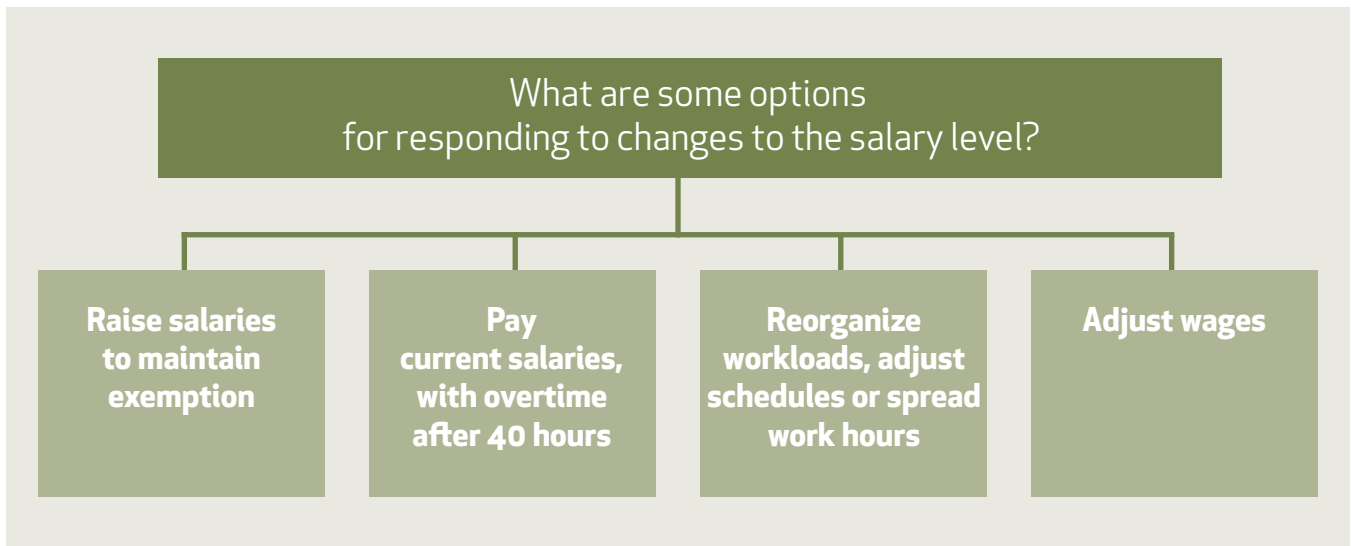 What are some options
for responding to changes to the salary level?
Raise salaries
to maintain
exemption
Pay
current salaries,
with overtime
after 40 hours
Reorganize
workloads, adjust
schedules or spread
work hours
Adjust wages